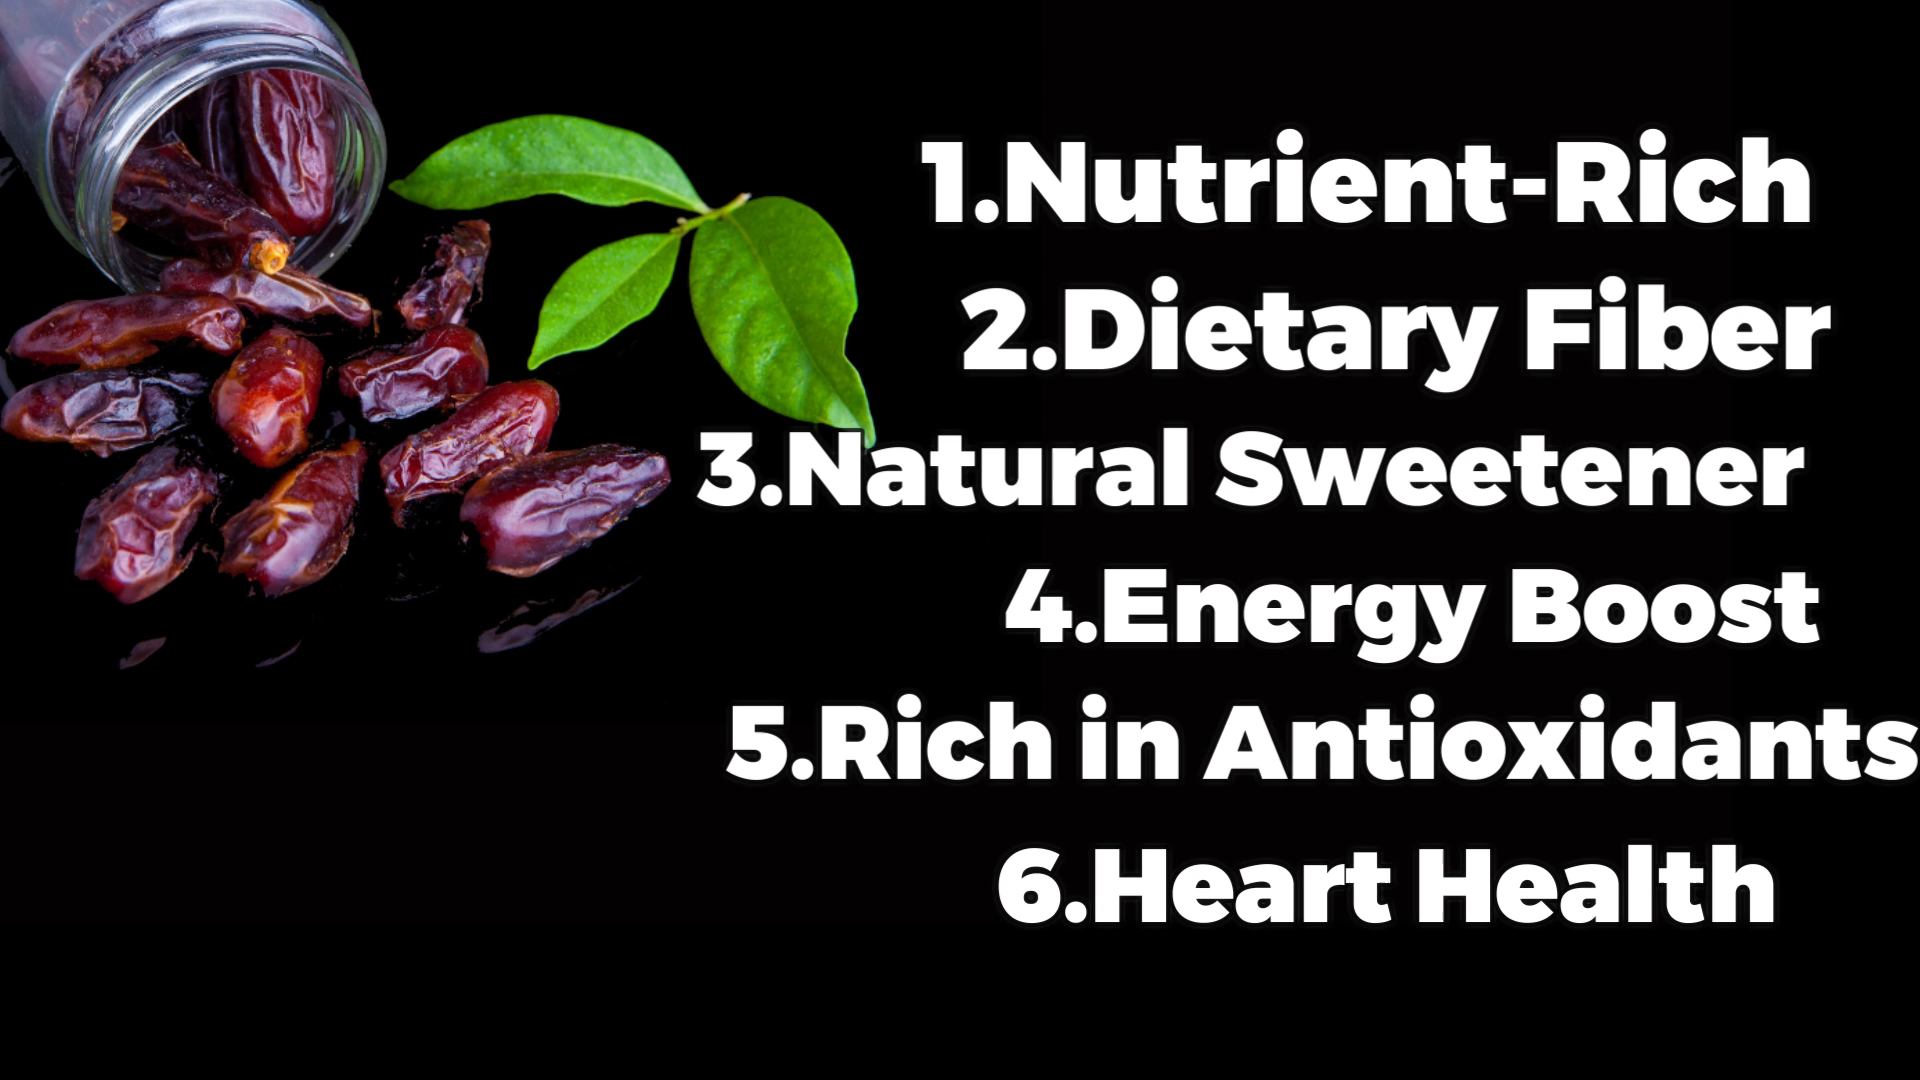 1.Nutrient-Rich
2.Dietary Fiber
3.Natural Sweetener
4.Energy Boost
5.Rich in Antioxidants
6.Heart Health